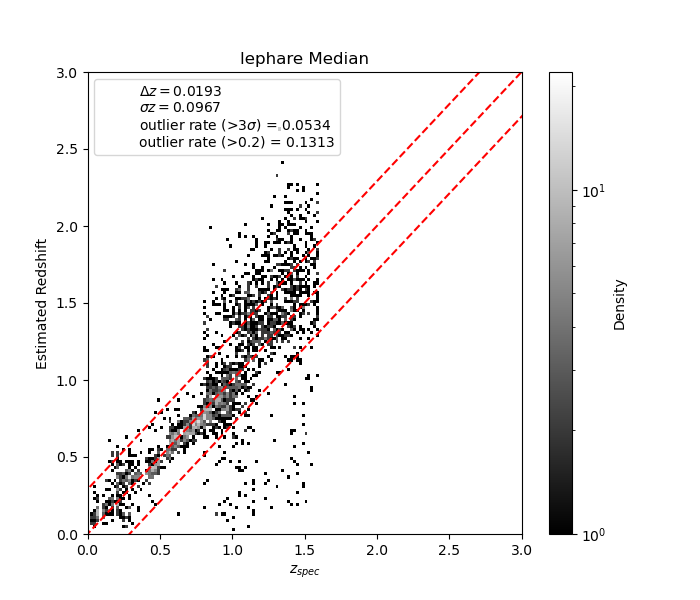 lephare Median
Δz = 0.0193
σz = 0.0967
outlier rate (>3σ) = 0.0534
outlier rate (>0.2) = 0.1313
3.0
2.5
2.0
1.5
1.0
0.5
0.0
Estimated Redshift
0.0 0.5 1.0 1.5 2.0 2.5 3.0
z_spec
10^1
10^0
Density